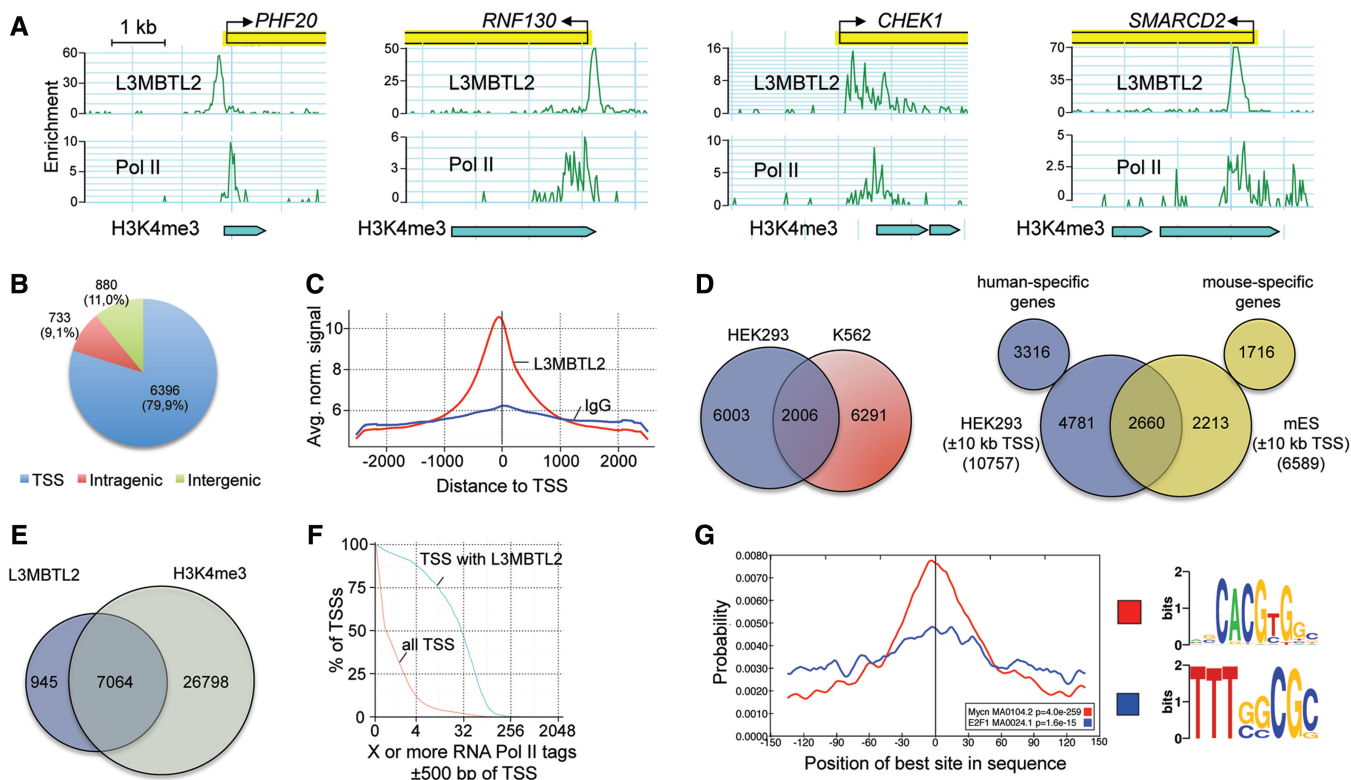 A
1 kb
PHF20
RNF130
CHEK1
SMARCD2
Enrichment
60
30
0
L3MBTL2
50
25
0
L3MBTL2
16
8
0
L3MBTL2
70
35
0
L3MBTL2
10
5
0
Pol II
6
3
0
Pol II
10
5
0
Pol II
5
2.5
0
Pol II
H3K4me3
H3K4me3
H3K4me3
H3K4me3
B
880
(11,0%)
733
(9,1%)
6396
(79,9%)
TSS
Intragenic
Intergenic
C
Avg. norm. signal
10
8
6
L3MBTL2
IgG
-2000 -1000 0 1000 2000
Distance to TSS
D
HEK293
K562
6003
2006
6291
human-specific
genes
mouse-specific
genes
3316
1716
4781
2660
2213
HEK293
(±10 kb TSS)
(10757)
mES
(±10 kb TSS)
(6589)
E
L3MBTL2
H3K4me3
945
7064
26798
F
% of TSSs
100
75
50
25
0
TSS with L3MBTL2
all TSS
0 4 32 256 2048
X or more RNA Pol II tags
±500 bp of TSS
G
Probability
0.0080
0.0070
0.0060
0.0050
0.0040
0.0030
0.0020
0.0010
0.0000
-150 -120 -90 -60 -30 0 30 60 90 120 150
Mycn MA0104.2 p=4.0e-259
E2F1 MA0024.1 p=1.6e-15
Position of best site in sequence
bits
2
1
0
CACGTGGC
bits
2
1
0
TTTGGCGC
CC G